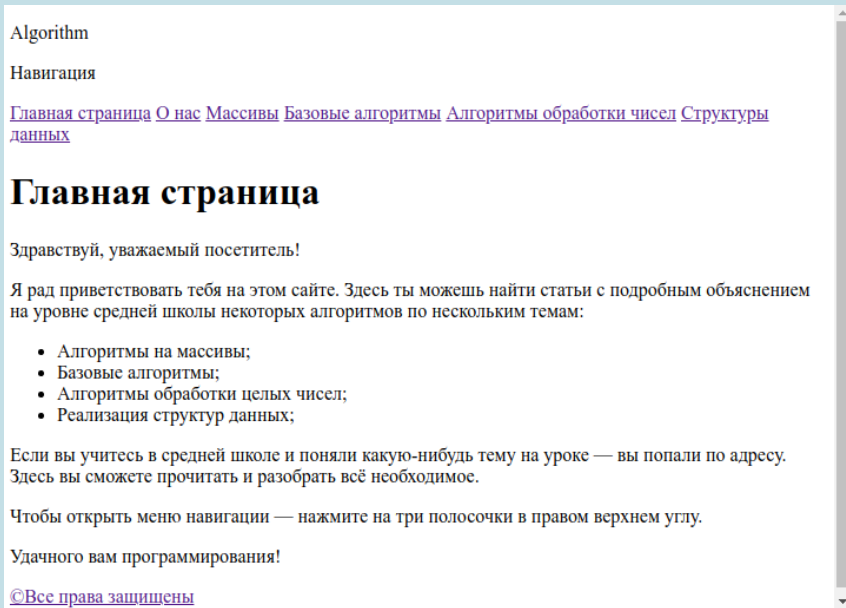 Algorithm
Навигация
Главная страница О нас Массивы Базовые алгоритмы Алгоритмы обработки чисел Структуры
данных
Главная страница
Здравствуй, уважаемый посетитель!
Я рад приветствовать тебя на этом сайте. Здесь ты можешь найти статьи с подробным объяснением
на уровне средней школы некоторых алгоритмов по нескольким темам:
• Алгоритмы на массивы;
• Базовые алгоритмы;
• Алгоритмы обработки целых чисел;
• Реализация структур данных;
Если вы учитесь в средней школе и поняли какую-нибудь тему на уроке — вы попали по адресу.
Здесь вы сможете прочитать и разобрать всё необходимое.
Чтобы открыть меню навигации — нажмите на три полосочки в правом верхнем углу.
Удачного вам программирования!
©Все права защищены